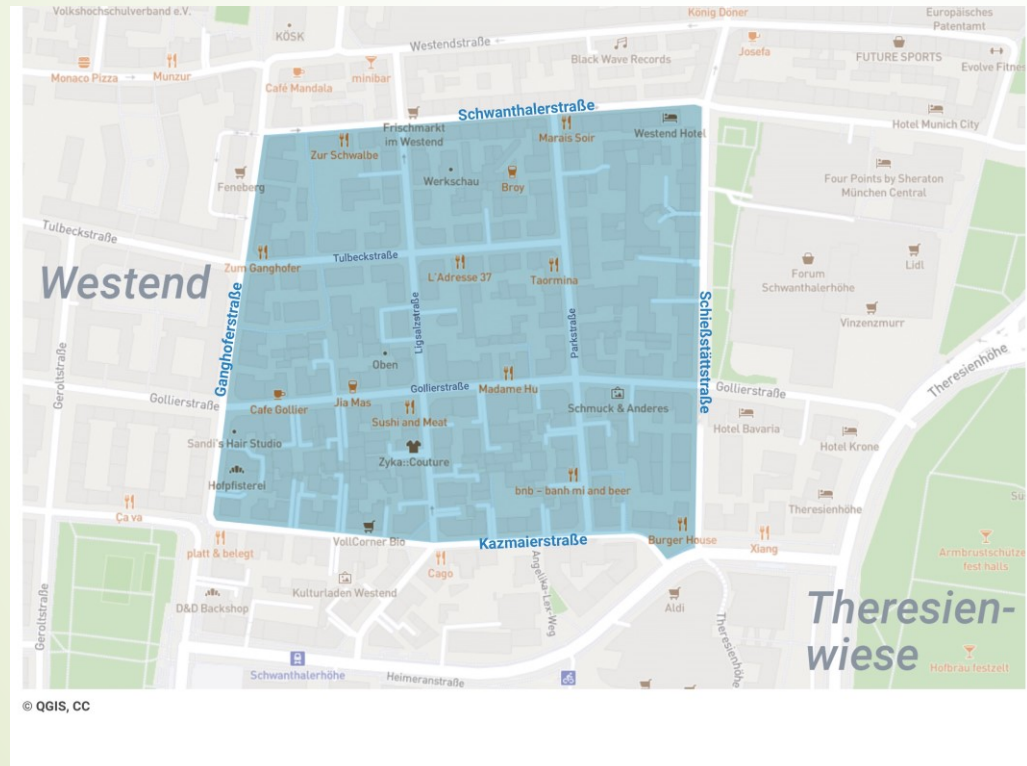 Volkshochschulverband e.V.
KÖSK
König Döner
Europäisches
Patentamt
Westendstraße
Black Wave Records
Josefa
FUTURE SPORTS
Evolve Fitne
Monaco Pizza
Munzur
Café Mandala
minibar
Schwanthalerstraße
Frischmarkt
im Westend
Marais Soir
Westend Hotel
Hotel Munich City
Zur Schwalbe
Werkschau
Broy
Feneberg
Four Points by Sheraton
München Central
Tulbeckstraße
Zum Ganghofer
Tulbeckstraße
L'Adresse 37
Taormina
Forum
Schwanthalerhöhe
Lidl
Westend
Vinzenzmurr
Ganghoferstraße
Ligsalzstraße
Parkstraße
Schießstättstraße
Geroltstraße
Theresienhöhe
Oben
Gollierstraße
Gollierstraße
Gollierstraße
Cafe Gollier
Jia Mas
Madame Hu
Sushi and Meat
Schmuck & Anderes
Hotel Bavaria
Hotel Krone
Sandi's Hair Studio
Zyka::Couture
Hofpfisterei
bnb – banh mi and beer
Theresienhöhe
Sü
Ça va
platt & belegt
VollCorner Bio
Kazmaierstraße
Burger House
Xiang
Armbrustschütze
fest halls
Cago
Angelika-Lex-Weg
Kulturladen Westend
D&D Backshop
Aldi
Geroltstraße
Theresienhöhe
Theresien-
wiese
Hofbräu festzelt
Schwanthalerhöhe
Heimeranstraße
© QGIS, CC